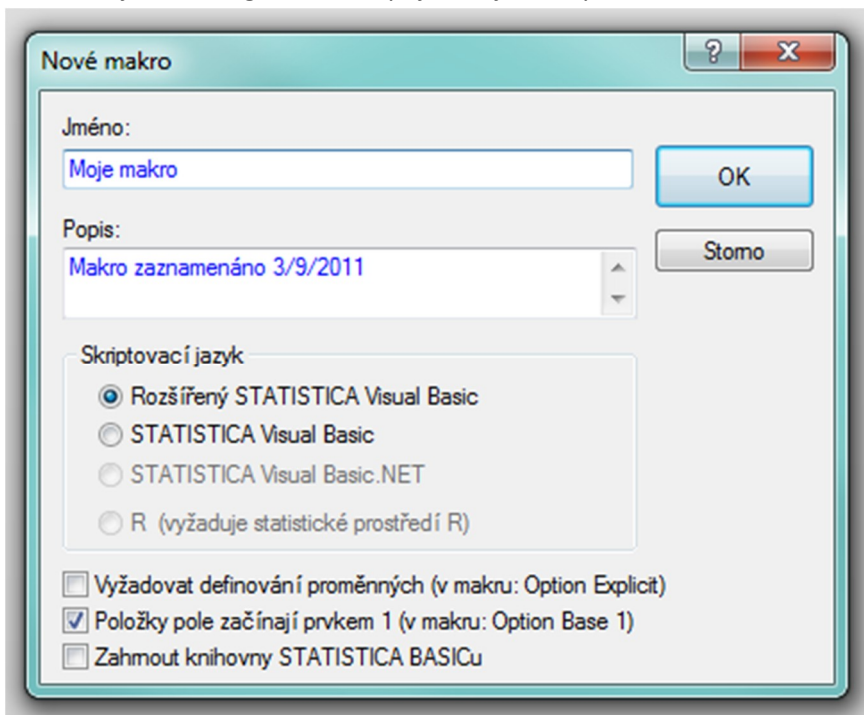 Nové makro
Jméno:
Moje makro
OK
Popis:
Makro zaznamenáno 3/9/2011
Storno
Skriptovací jazyk
Rozšířený STATISTICA Visual Basic
STATISTICA Visual Basic
STATISTICA Visual Basic.NET
R (vyžaduje statistické prostředí R)
Vyžadovat definování proměnných (v makru: Option Explicit)
Položky pole začínají prvkem 1 (v makru: Option Base 1)
Zahrnout knihovny STATISTICA BASICu